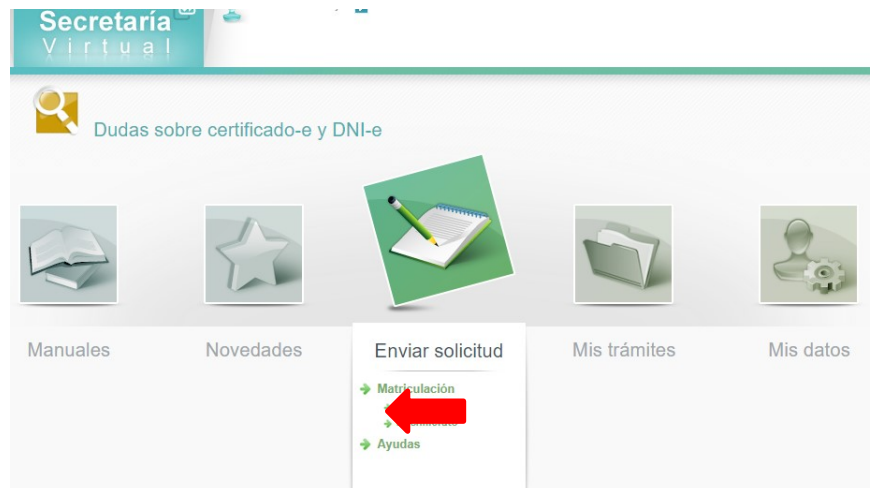 Secretaría
Virtual
Dudas sobre certificado-e y DNI-e
Manuales
Novedades
Enviar solicitud
Mis trámites
Mis datos
Matriculación
Ayudas